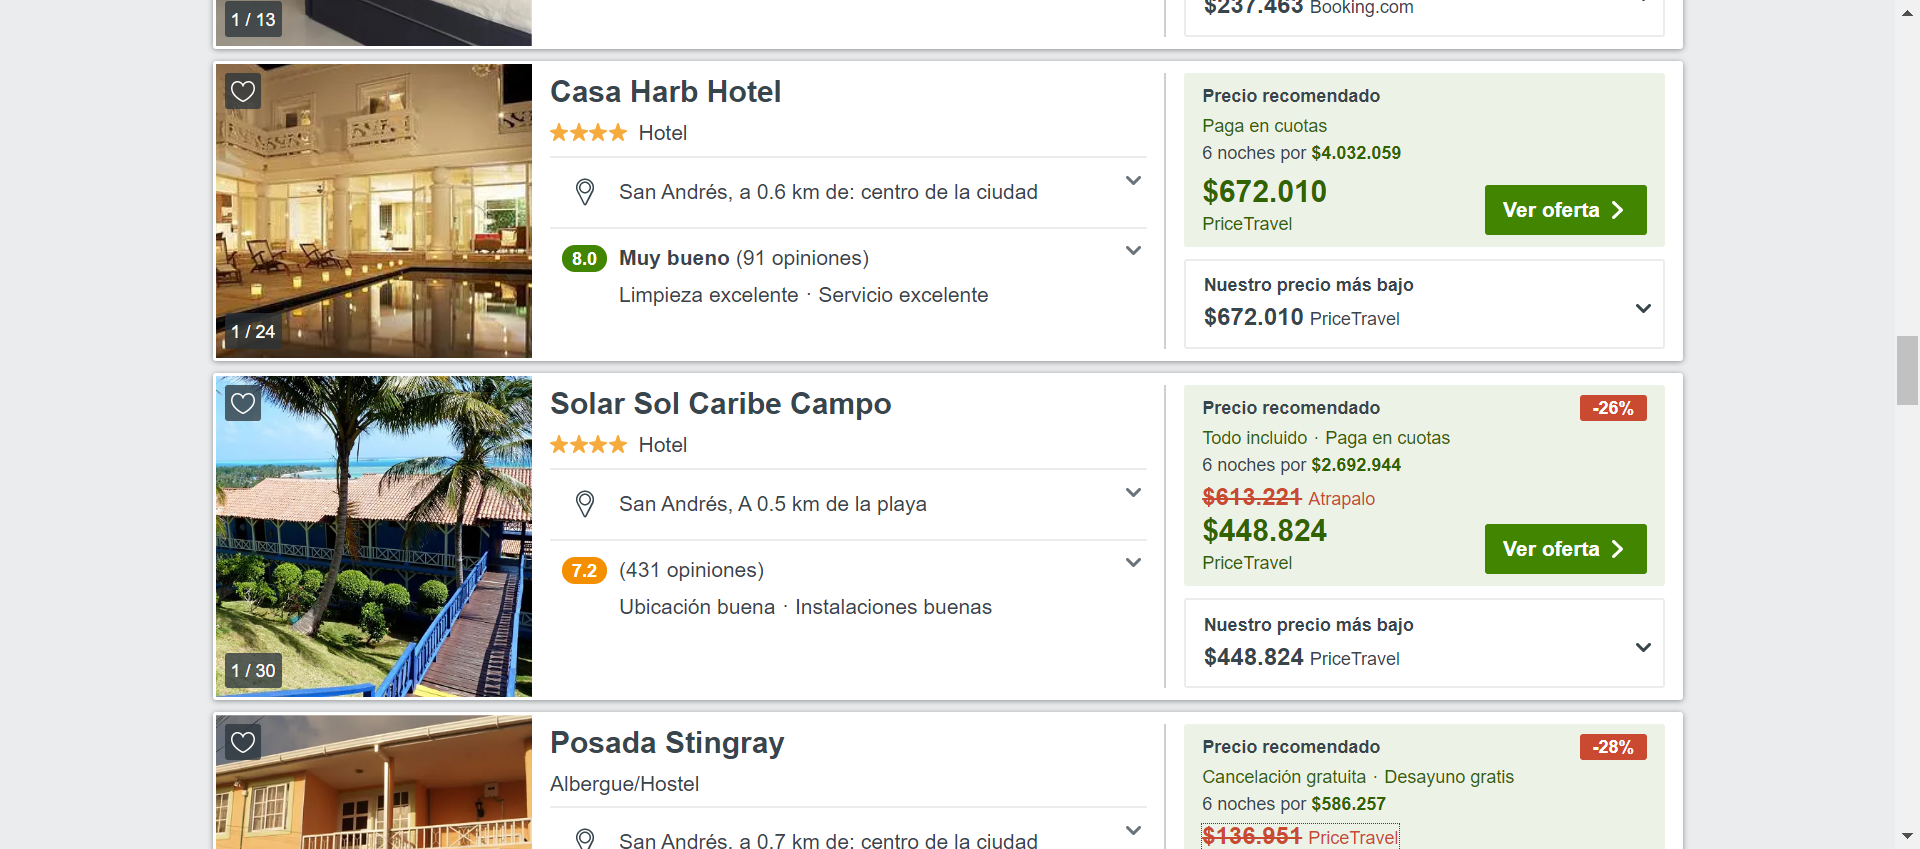 1 / 13
$237.463 Booking.com
Casa Harb Hotel
Hotel
San Andrés, a 0.6 km de: centro de la ciudad
8.0 Muy bueno (91 opiniones)
Limpieza excelente · Servicio excelente
1 / 24
Precio recomendado
Paga en cuotas
6 noches por $4.032.059
$672.010
PriceTravel
Ver oferta
Nuestro precio más bajo
$672.010 PriceTravel
Solar Sol Caribe Campo
Hotel
San Andrés, A 0.5 km de la playa
7.2 (431 opiniones)
Ubicación buena · Instalaciones buenas
1 / 30
Precio recomendado
-26%
Todo incluido · Paga en cuotas
6 noches por $2.692.944
$613.221 Atrapalo
$448.824
PriceTravel
Ver oferta
Nuestro precio más bajo
$448.824 PriceTravel
Posada Stingray
Albergue/Hostel
San Andrés, a 0.7 km de: centro de la ciudad
Precio recomendado
-28%
Cancelación gratuita · Desayuno gratis
6 noches por $586.257
$136.951 PriceTravel